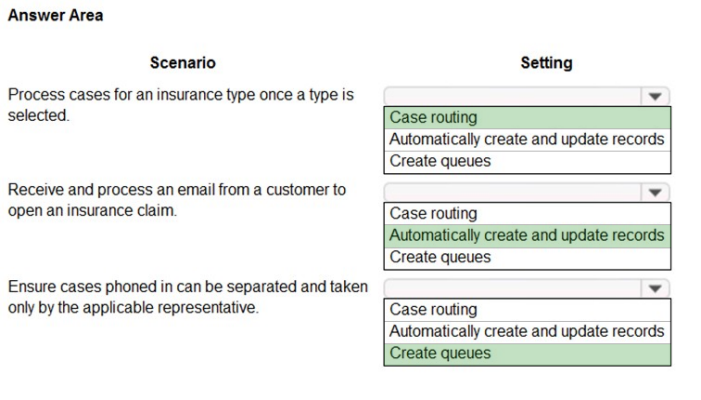 Answer Area
Scenario Setting
Process cases for an insurance type once a type is
selected.
Case routing
Automatically create and update records
Create queues
Receive and process an email from a customer to
open an insurance claim.
Case routing
Automatically create and update records
Create queues
Ensure cases phoned in can be separated and taken
only by the applicable representative.
Case routing
Automatically create and update records
Create queues